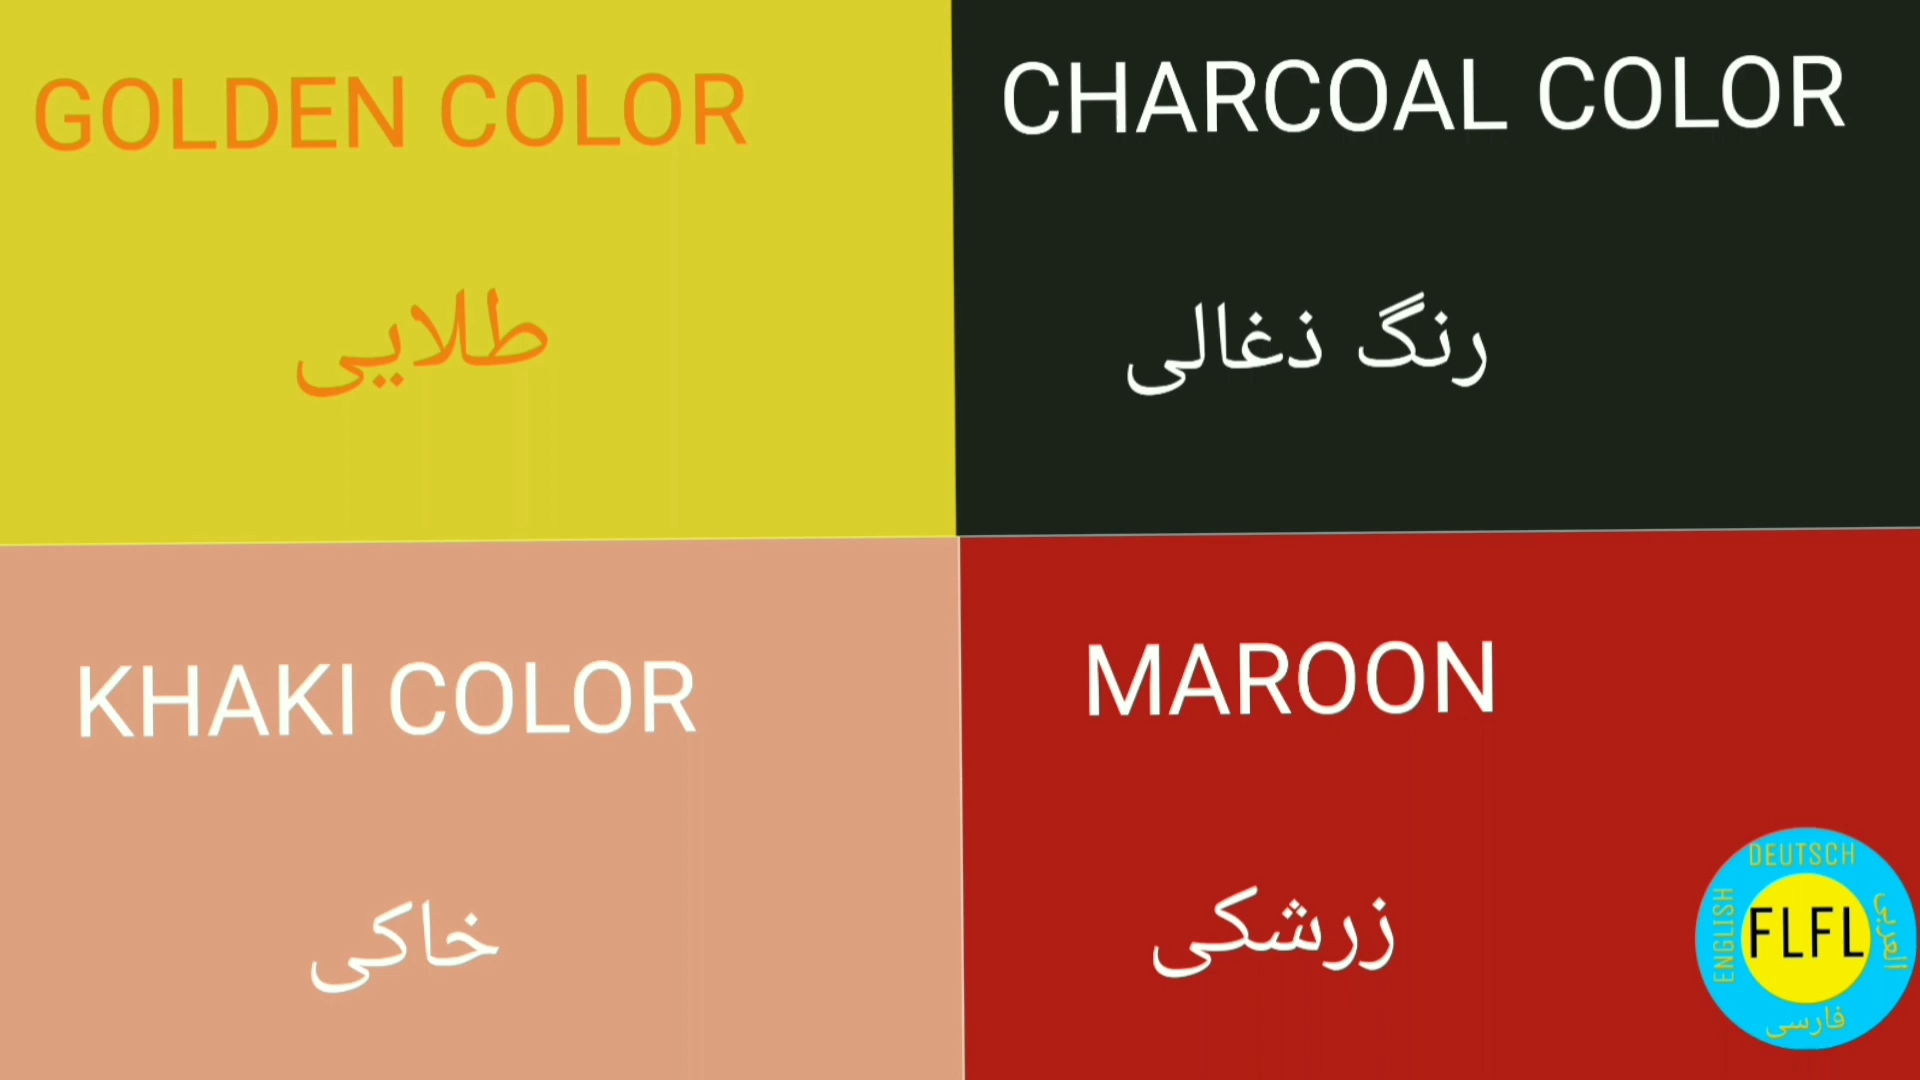 GOLDEN COLOR
طلایی
CHARCOAL COLOR
رنگ ذغالی
KHAKI COLOR
خاکی
MAROON
زرشکی
DEUTSCH
ENGLISH
FLFL
العربی
فارسی